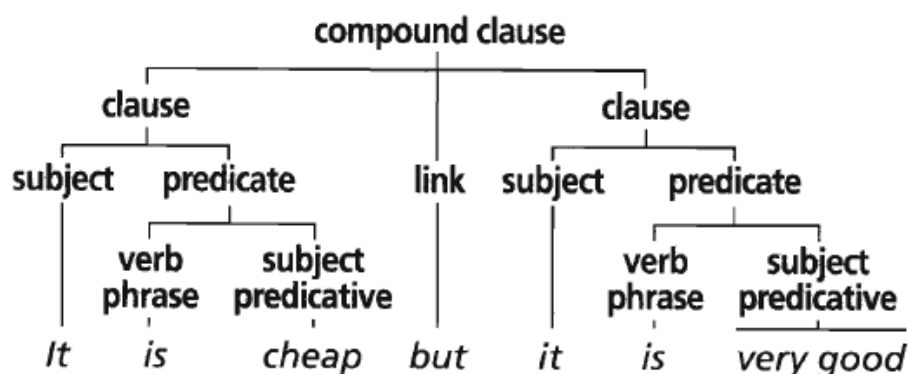 compound clause
clause clause
subject predicate link subject predicate
verb subject verb subject
phrase predicative phrase predicative
It is cheap but it is very good